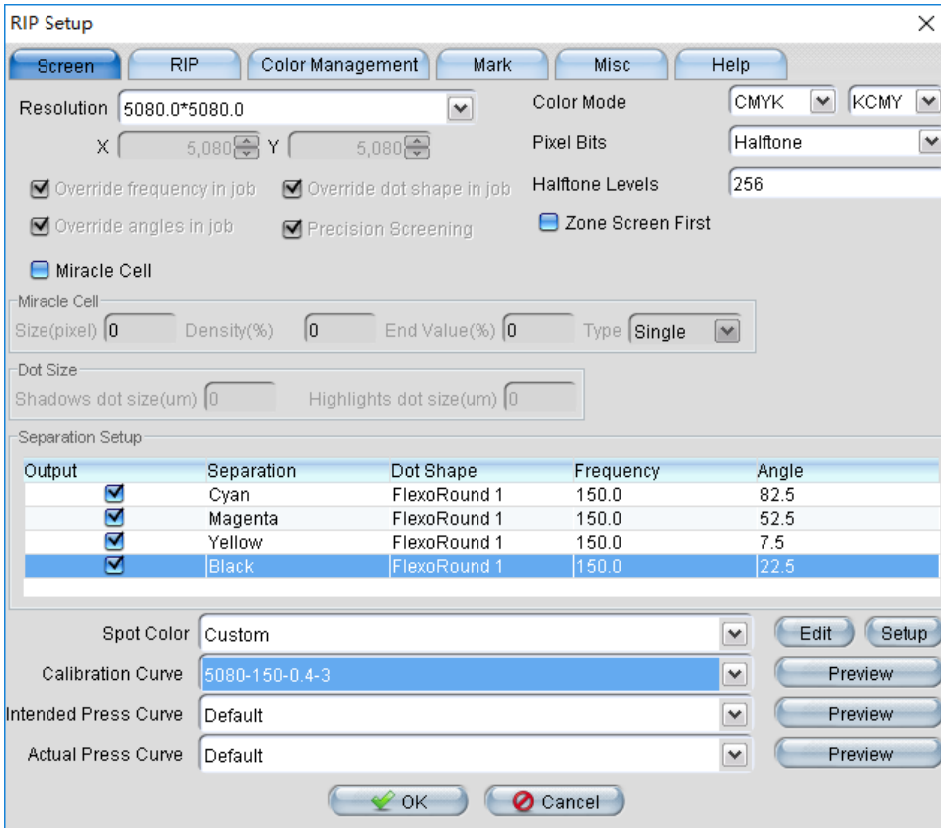 RIP Setup
Screen RIP Color Management Mark Misc Help
Resolution 5080.0*5080.0 Color Mode CMYK KCMY
X 5,080 Y 5,080 Pixel Bits Halftone
Override frequency in job Override dot shape in job Halftone Levels 256
Override angles in job Precision Screening Zone Screen First
Miracle Cell
Miracle Cell
Size(pixel) 0 Density(%) 0 End Value(%) 0 Type Single
Dot Size
Shadows dot size(um) 0 Highlights dot size(um) 0
Separation Setup
Output Separation Dot Shape Frequency Angle
Cyan FlexoRound 1 150.0 82.5
Magenta FlexoRound 1 150.0 52.5
Yellow FlexoRound 1 150.0 7.5
Black FlexoRound 1 150.0 22.5
Spot Color Custom Edit Setup
Calibration Curve 5080-150-0.4-3 Preview
Intended Press Curve Default Preview
Actual Press Curve Default Preview
OK Cancel